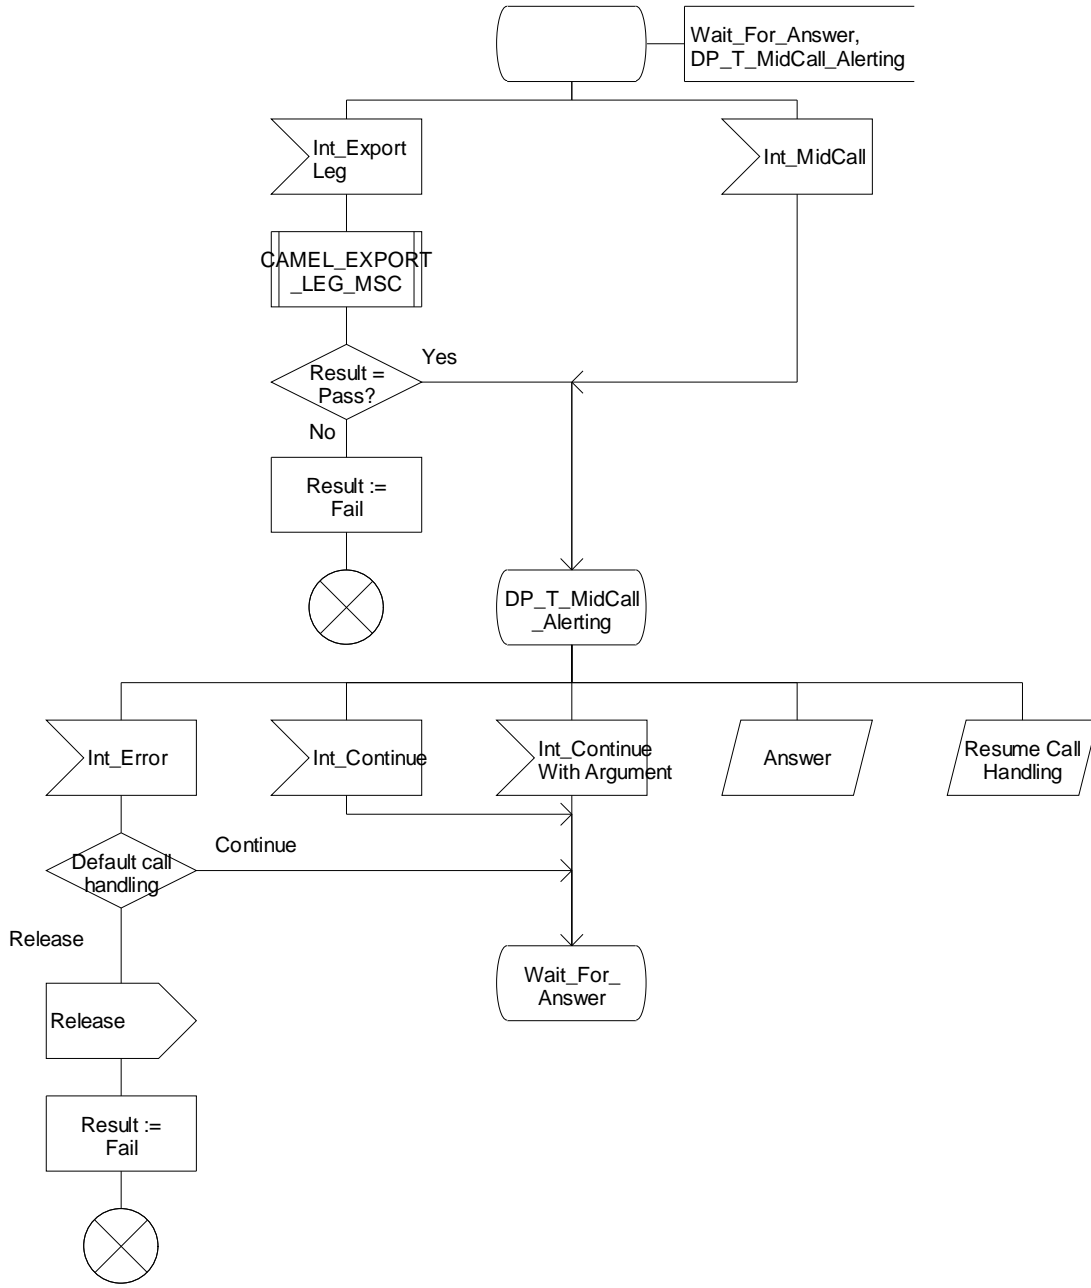 Wait_For_Answer,
DP_T_MidCall_Alerting
Int_Export
Leg
Int_MidCall
CAMEL_EXPORT
_LEG_MSC
Yes
Result =
Pass?
No
Result :=
Fail
DP_T_MidCall
_Alerting
Int_Error
Int_Continue
Int_Continue
With Argument
Answer
Resume Call
Handling
Default call
handling
Continue
Release
Wait_For_
Answer
Release
Result :=
Fail